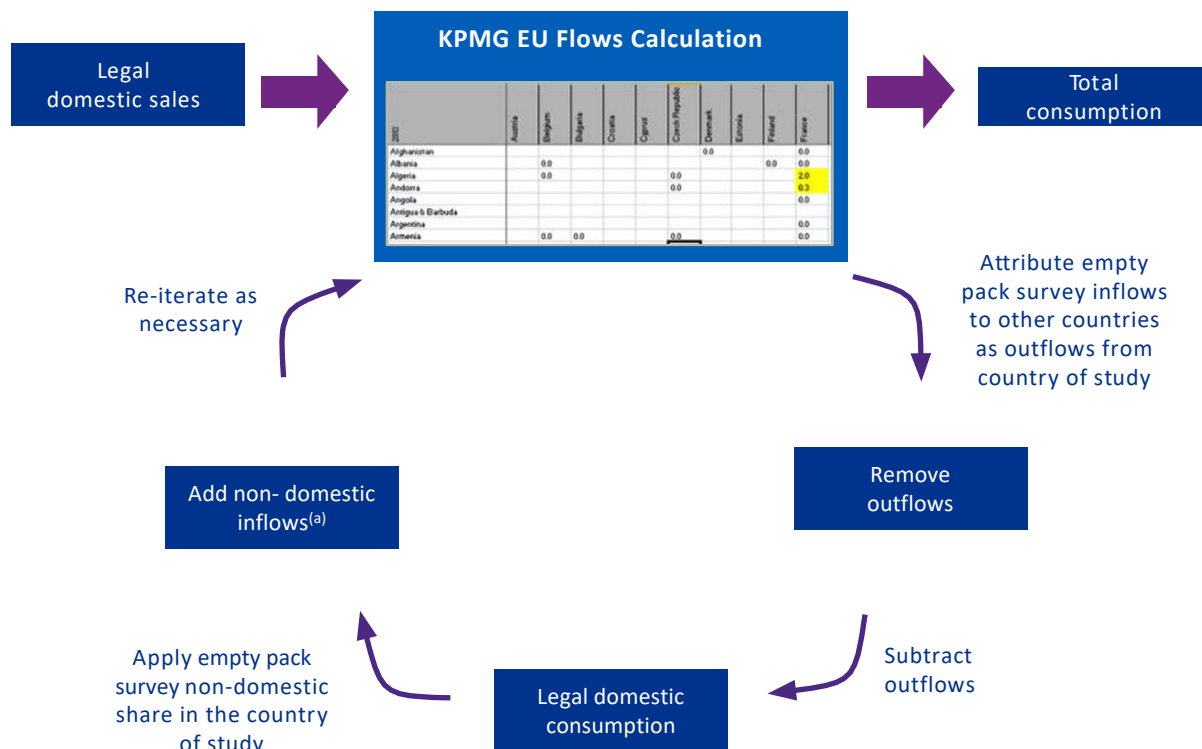 KPMG EU Flows Calculation
Legal
domestic sales
Total
consumption
2013 Austria Belgium Bulgaria Croatia Cyprus Czech Republic Denmark Estonia Finland France
Afghanistan 0.0 0.0
Albania 0.0 0.0 0.0
Algeria 0.0 0.0 2.0
Andorra 0.0 0.3
Angola 0.0
Antigua & Barbuda
Argentina 0.0
Armenia 0.0 0.0 0.0 0.0
Re-iterate as
necessary
Attribute empty
pack survey inflows
to other countries
as outflows from
country of study
Add non- domestic
inflows(a)
Remove
outflows
Apply empty pack
survey non-domestic
share in the country
of study
Legal domestic
consumption
Subtract
outflows